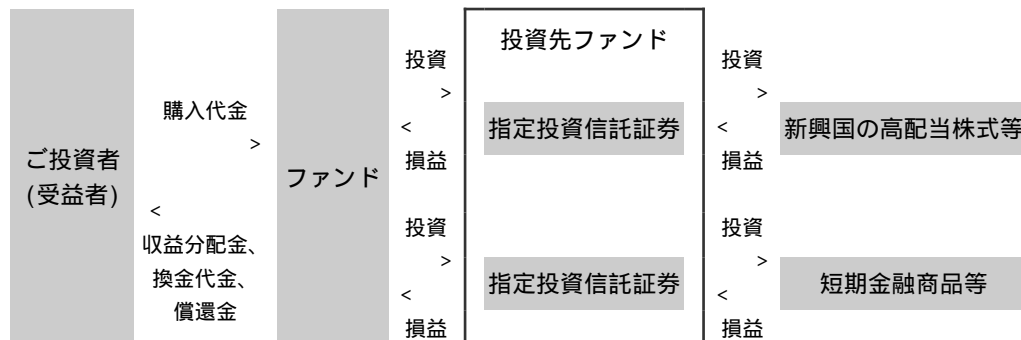 ご投資者
(受益者)
購入代金
>
<
収益分配金、
換金代金、
償還金
ファンド
投資
>
<
損益
投資
>
<
損益
投資先ファンド
指定投資信託証券
指定投資信託証券
投資
>
<
損益
投資
>
<
損益
新興国の高配当株式等
短期金融商品等